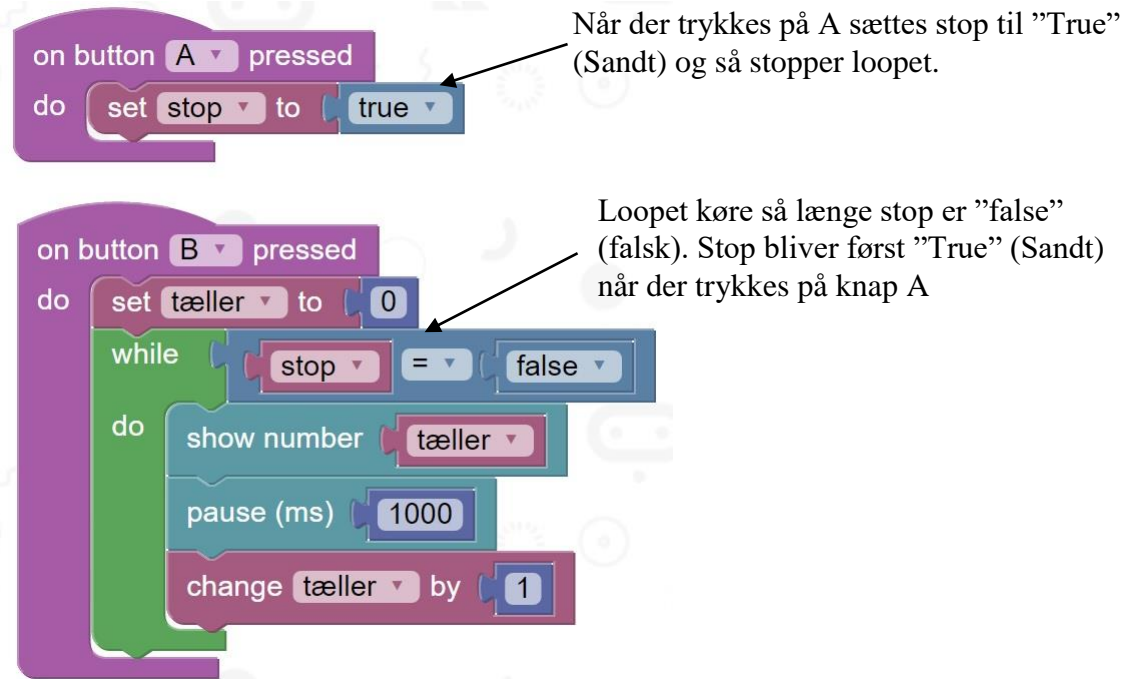 Når der trykkes på A sættes stop til ”True”
(Sandt) og så stopper loopet.
on button A pressed
do set stop to true
Loopet køre så længe stop er ”false”
(falsk). Stop bliver først ”True” (Sandt)
når der trykkes på knap A
on button B pressed
do set tæller to 0
while stop = false
do show number tæller
pause (ms) 1000
change tæller by 1